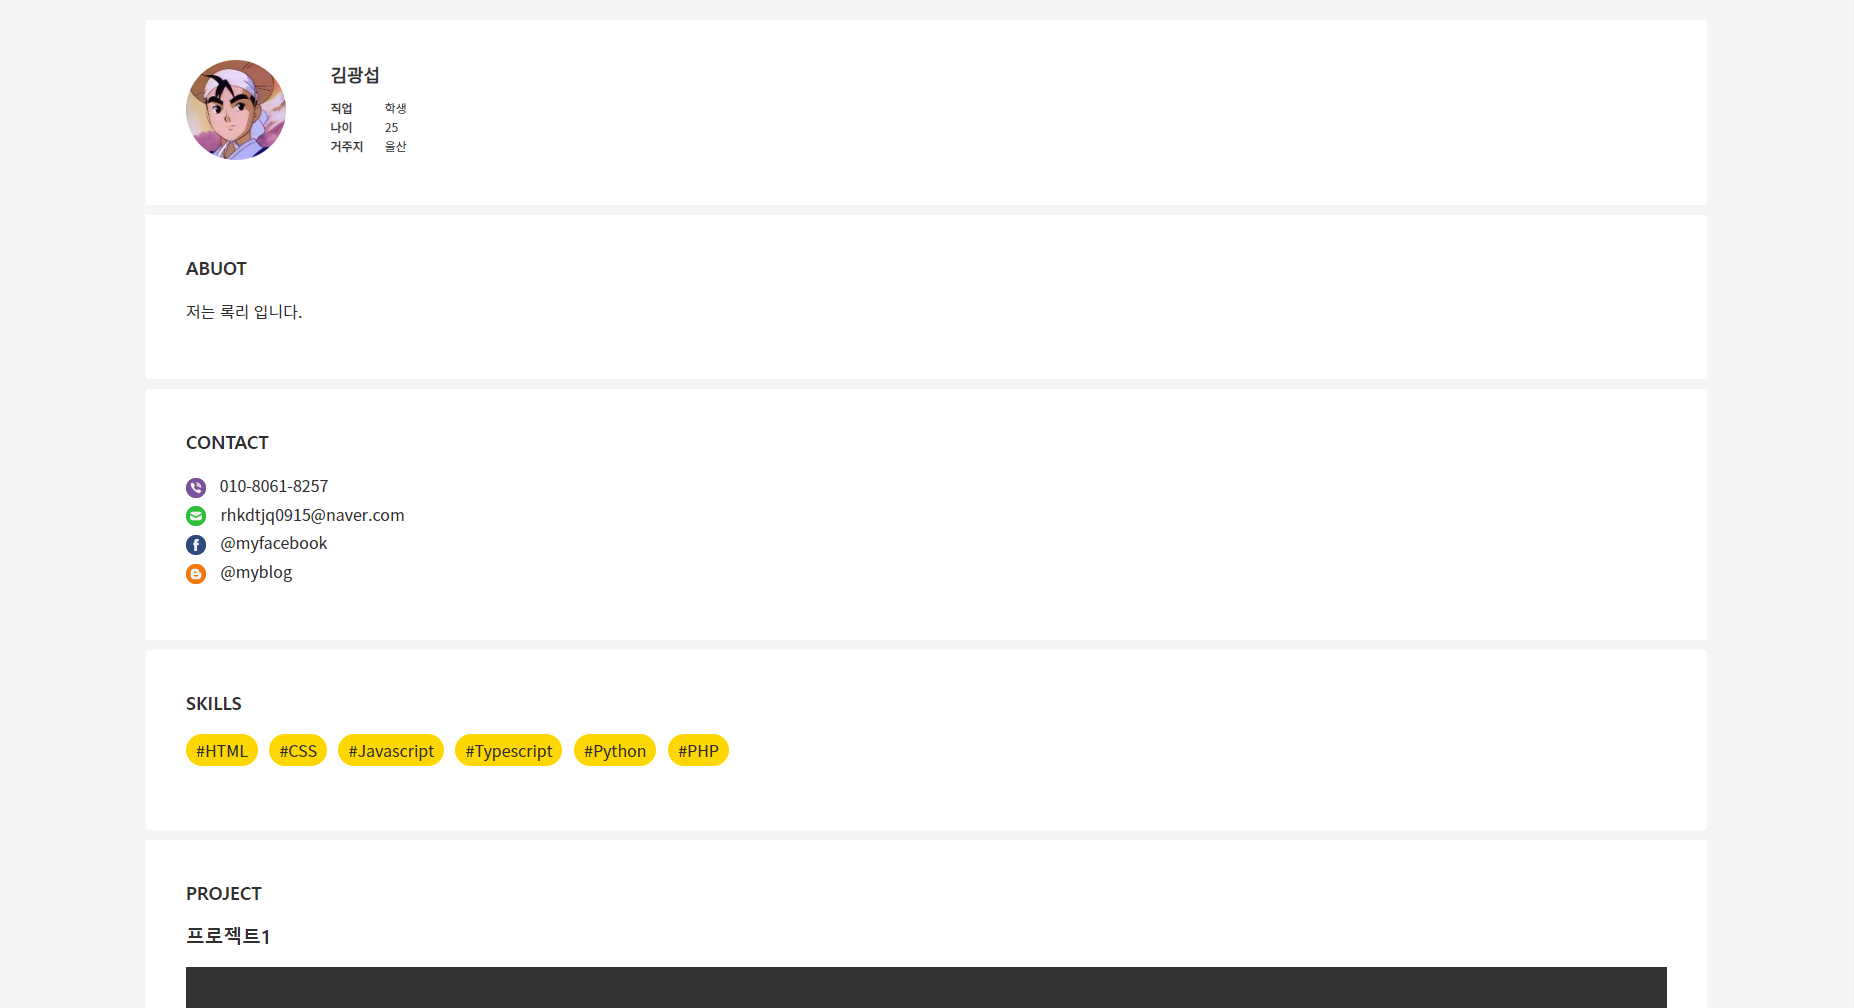 김광섭
직업 학생
나이 25
거주지 울산
ABUOT
저는 록리 입니다.
CONTACT
010-8061-8257
rhkdtjq0915@naver.com
@myfacebook
@myblog
SKILLS
#HTML #CSS #Javascript #Typescript #Python #PHP
PROJECT
프로젝트1